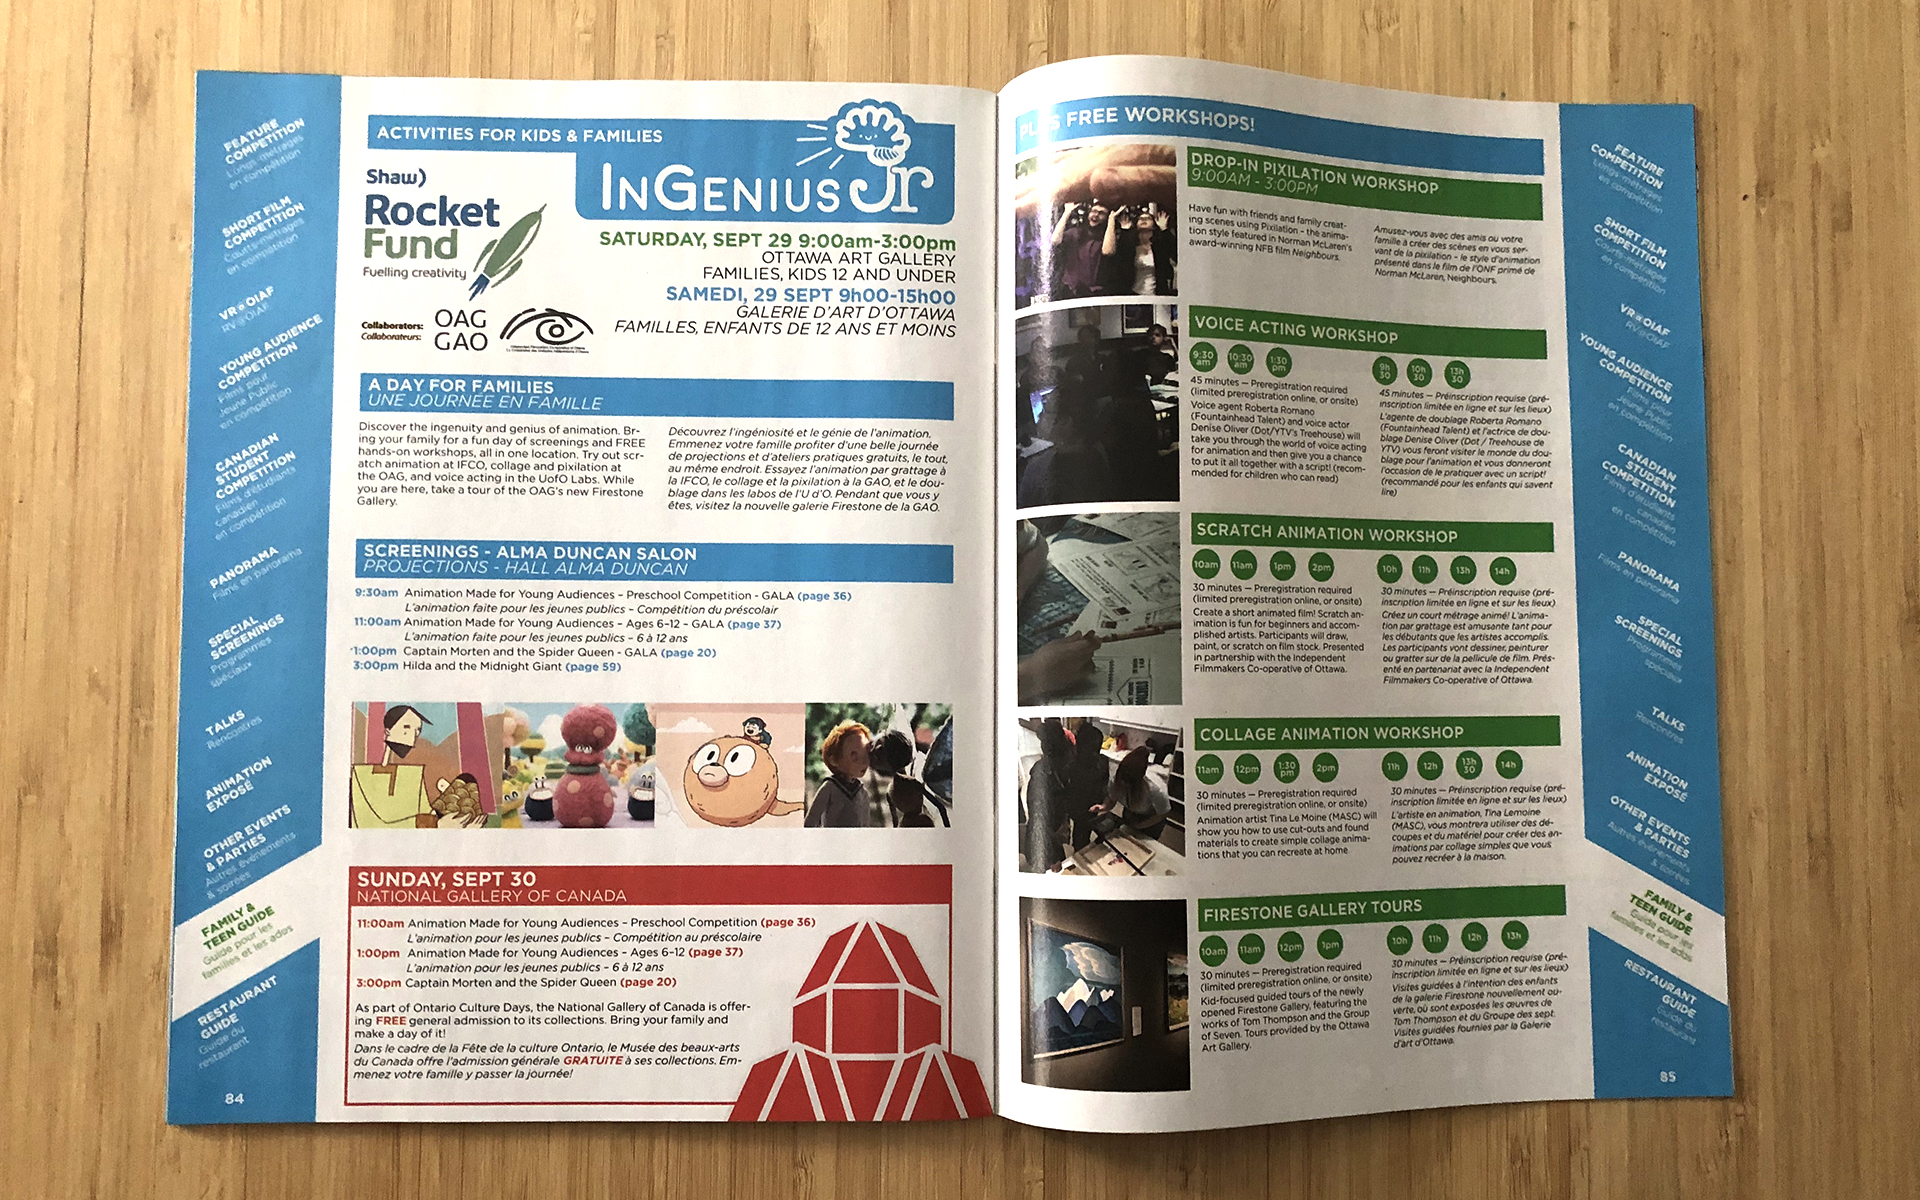 FEATURE
COMPETITION
Longs métrages
en compétition
SHORT FILM
COMPETITION
Courts-métrages
en compétition
VR@OIAF
RV@OIAF
YOUNG AUDIENCE
COMPETITION
Films pour
Jeune Public
en compétition
CANADIAN
STUDENT
COMPETITION
Films d'étudiants
canadien
en compétition
PANORAMA
Films en panorama
SPECIAL
SCREENINGS
Programmes
spéciaux
TALKS
Rencontres
ANIMATION
EXPOSÉ
OTHER EVENTS
& PARTIES
Autres événements
& soirées
FAMILY &
TEEN GUIDE
Guide pour les
familles et les ados
RESTAURANT
GUIDE
Guide du
restaurant
84
ACTIVITIES FOR KIDS & FAMILIES
INGENIUS Jr
Shaw)
Rocket
Fund
Fuelling creativity
Collaborators:
Collaborateurs:
OAG
GAO
SATURDAY, SEPT 29 9:00am-3:00pm
OTTAWA ART GALLERY
FAMILIES, KIDS 12 AND UNDER
SAMEDI, 29 SEPT 9h00-15h00
GALERIE D'ART D'OTTAWA
FAMILLES, ENFANTS DE 12 ANS ET MOINS
A DAY FOR FAMILIES
UNE JOURNÉE EN FAMILLE
Discover the ingenuity and genius of animation. Br-
ing your family for a fun day of screenings and FREE
hands-on workshops, all in one location. Try out scr-
atch animation at IFCO, collage and pixilation at
the OAG, and voice acting in the UofO Labs. While
you are here, take a tour of the OAG's new Firestone
Gallery.
Découvrez l'ingéniosité et le génie de l'animation.
Emmenez votre famille profiter d'une belle journée
de projections et d'ateliers pratiques gratuits, le tout,
au même endroit. Essayez l'animation par grattage à
la IFCO, le collage et la pixilation à la GAO, et le dou-
blage dans les labos de l'U d'O. Pendant que vous y
êtes, visitez la nouvelle galerie Firestone de la GAO.
SCREENINGS - ALMA DUNCAN SALON
PROJECTIONS - HALL ALMA DUNCAN
9:30am Animation Made for Young Audiences – Preschool Competition - GALA (page 36)
L'animation faite pour les jeunes publics – Compétition du préscolair
11:00am Animation Made for Young Audiences – Ages 6–12 – GALA (page 37)
L'animation faite pour les jeunes publics – 6 à 12 ans
1:00pm Captain Morten and the Spider Queen - GALA (page 20)
3:00pm Hilda and the Midnight Giant (page 59)
SUNDAY, SEPT 30
NATIONAL GALLERY OF CANADA
11:00am Animation Made for Young Audiences – Preschool Competition (page 36)
L'animation pour les jeunes publics – Compétition au préscolaire
1:00pm Animation Made for Young Audiences – Ages 6–12 (page 37)
L'animation pour les jeunes publics – 6 à 12 ans
3:00pm Captain Morten and the Spider Queen (page 20)
As part of Ontario Culture Days, the National Gallery of Canada is offer-
ing FREE general admission to its collections. Bring your family and
make a day of it!
Dans le cadre de la Fête de la culture Ontario, le Musée des beaux-arts
du Canada offre l'admission générale GRATUITE à ses collections. Em-
menez votre famille y passer la journée!
PLUS FREE WORKSHOPS!
DROP-IN PIXILATION WORKSHOP
9:00AM - 3:00PM
Have fun with friends and family creat-
ing scenes using Pixilation - the anima-
tion style featured in Norman McLaren's
award-winning NFB film Neighbours.
Amusez-vous avec des amis ou votre
famille à créer des scènes en vous ser-
vant de la pixilation - le style d'animation
présenté dans le film de l'ONF primé de
Norman McLaren, Neighbours.
VOICE ACTING WORKSHOP
9:30 am 10:30 am 1:30 pm
45 minutes — Preregistration required
(limited preregistration online, or onsite)
Voice agent Roberta Romano
(Fountainhead Talent) and voice actor
Denise Oliver (Dot/YTV's Treehouse) will
take you through the world of voice acting
for animation and then give you a chance
to put it all together with a script! (recom-
mended for children who can read)
9h 30 10h 30 13h 30
45 minutes — Préinscription requise (pré-
inscription limitée en ligne et sur les lieux)
L'agente de doublage Roberta Romano
(Fountainhead Talent) et l'actrice de dou-
blage Denise Oliver (Dot / Treehouse de
YTV) vous feront visiter le monde du dou-
blage pour l'animation et vous donneront
l'occasion de le pratiquer avec un script!
(recommandé pour les enfants qui savent
lire)
SCRATCH ANIMATION WORKSHOP
10am 11am 1pm 2pm
30 minutes — Preregistration required
(limited preregistration online, or onsite)
Create a short animated film! Scratch an-
imation is fun for beginners and accom-
plished artists. Participants will draw,
paint, or scratch on film stock. Presented
in partnership with the Independent
Filmmakers Co-operative of Ottawa.
10h 11h 13h 14h
30 minutes — Préinscription requise (pré-
inscription limitée en ligne et sur les lieux)
Créez un court métrage animé! L'anima-
tion par grattage est amusante tant pour
les débutants que les artistes accomplis.
Les participants vont dessiner, peinturer
ou gratter sur de la pellicule de film. Prés-
enté en partenariat avec la Independent
Filmmakers Co-operative of Ottawa.
COLLAGE ANIMATION WORKSHOP
11am 12pm 1:30 pm 2pm
30 minutes — Preregistration required
(limited preregistration online, or onsite)
Animation artist Tina Le Moine (MASC) will
show you how to use cut-outs and found
materials to create simple collage anima-
tions that you can recreate at home.
11h 12h 13h 30 14h
30 minutes — Préinscription requise (pré-
inscription limitée en ligne et sur les lieux)
L'artiste en animation, Tina Lemoine
(MASC), vous montrera utiliser des dé-
coupes et du matériel pour créer des an-
imations par collage simples que vous
pouvez recréer à la maison.
FIRESTONE GALLERY TOURS
10am 11am 12pm 1pm
30 minutes — Preregistration required
(limited preregistration online, or onsite)
Kid-focused guided tours of the newly
opened Firestone Gallery, featuring the
works of Tom Thompson and the Group
of Seven. Tours provided by the Ottawa
Art Gallery.
10h 11h 12h 13h
30 minutes — Préinscription requise (pré-
inscription limitée en ligne et sur les lieux)
Visites guidées à l'intention des enfants
de la galerie Firestone nouvellement ou-
verte, où sont exposées les œuvres de
Tom Thompson et du Groupe des sept.
Visites guidées fournies par la Galerie
d'art d'Ottawa.
FEATURE
COMPETITION
Longs métrages
en compétition
SHORT FILM
COMPETITION
Courts-métrages
en compétition
VR@OIAF
RV@OIAF
YOUNG AUDIENCE
COMPETITION
Films pour
Jeune Public
en compétition
CANADIAN
STUDENT
COMPETITION
Films d'étudiants
canadien
en compétition
PANORAMA
Films en panorama
SPECIAL
SCREENINGS
Programmes
spéciaux
TALKS
Rencontres
ANIMATION
EXPOSÉ
OTHER EVENTS
& PARTIES
Autres événements
& soirées
FAMILY &
TEEN GUIDE
Guide pour les
familles et les ados
RESTAURANT
GUIDE
Guide du
restaurant
85